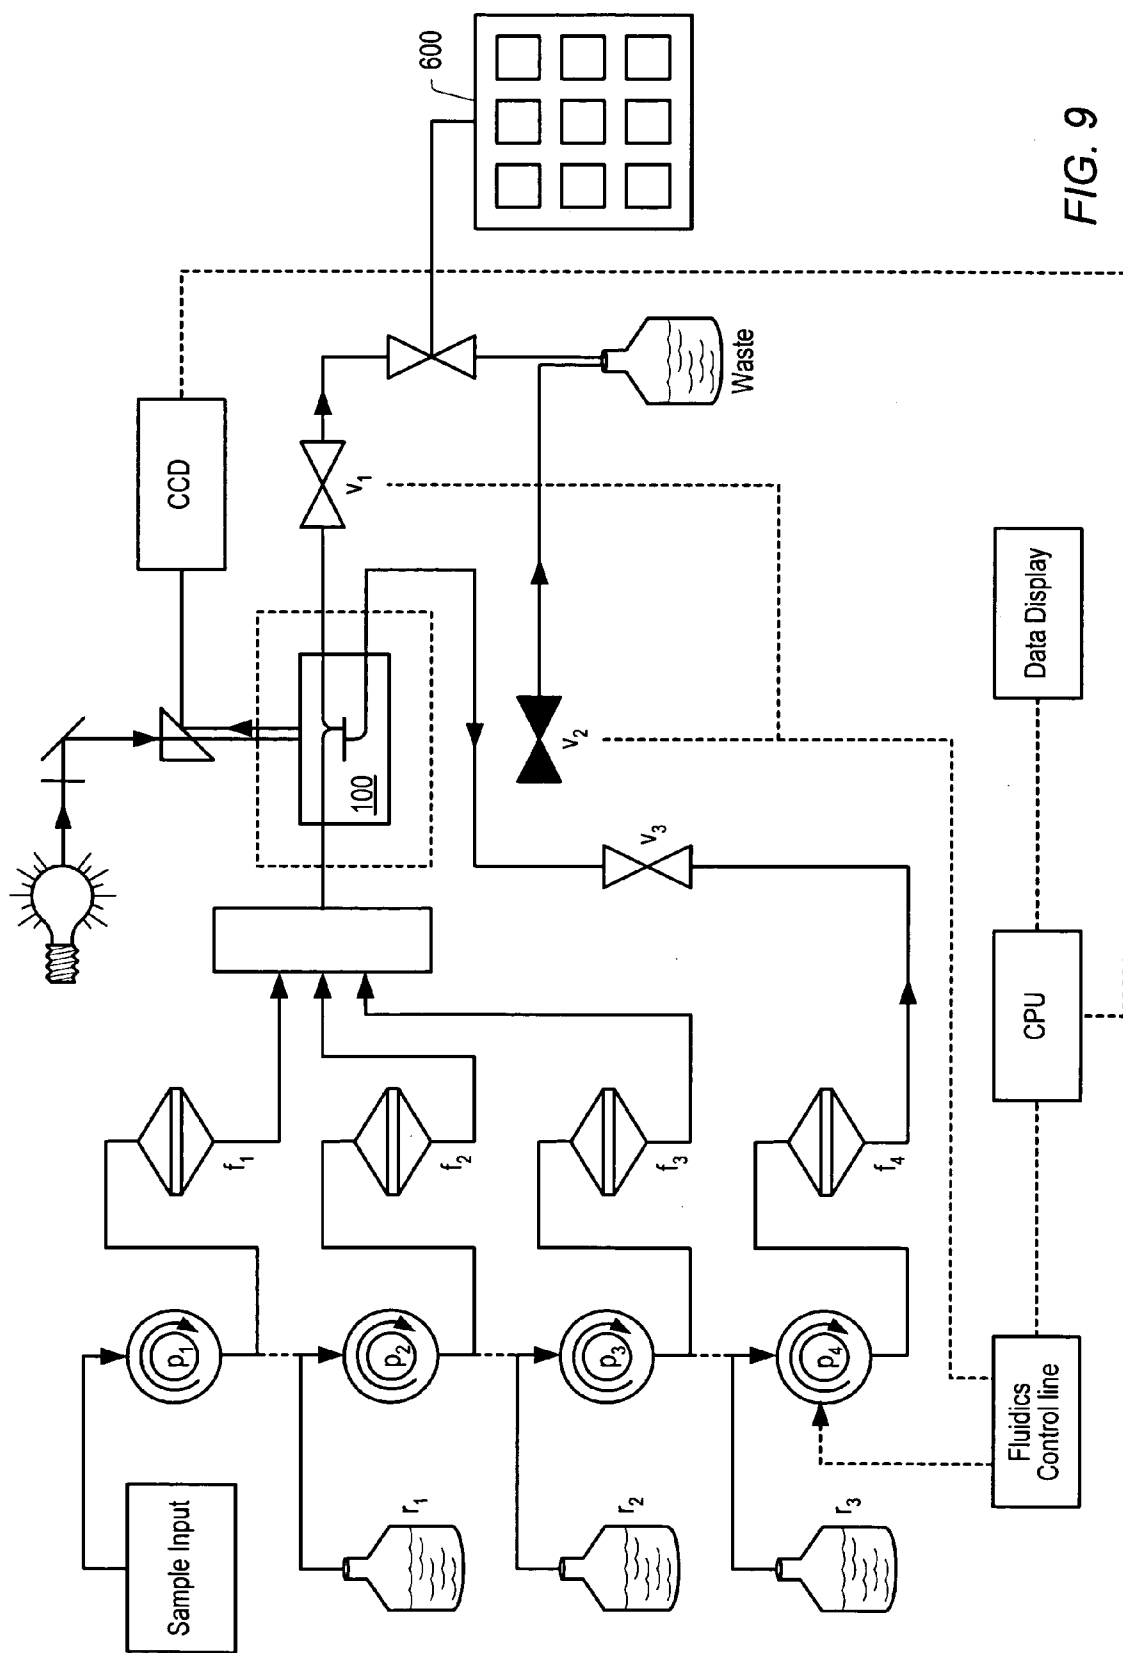 Sample Input
p1
f1
r1
p2
f2
r2
p3
f3
r3
p4
f4
CCD
100
v1
v2
v3
600
Waste
Fluidics
Control line
CPU
Data Display
FIG. 9